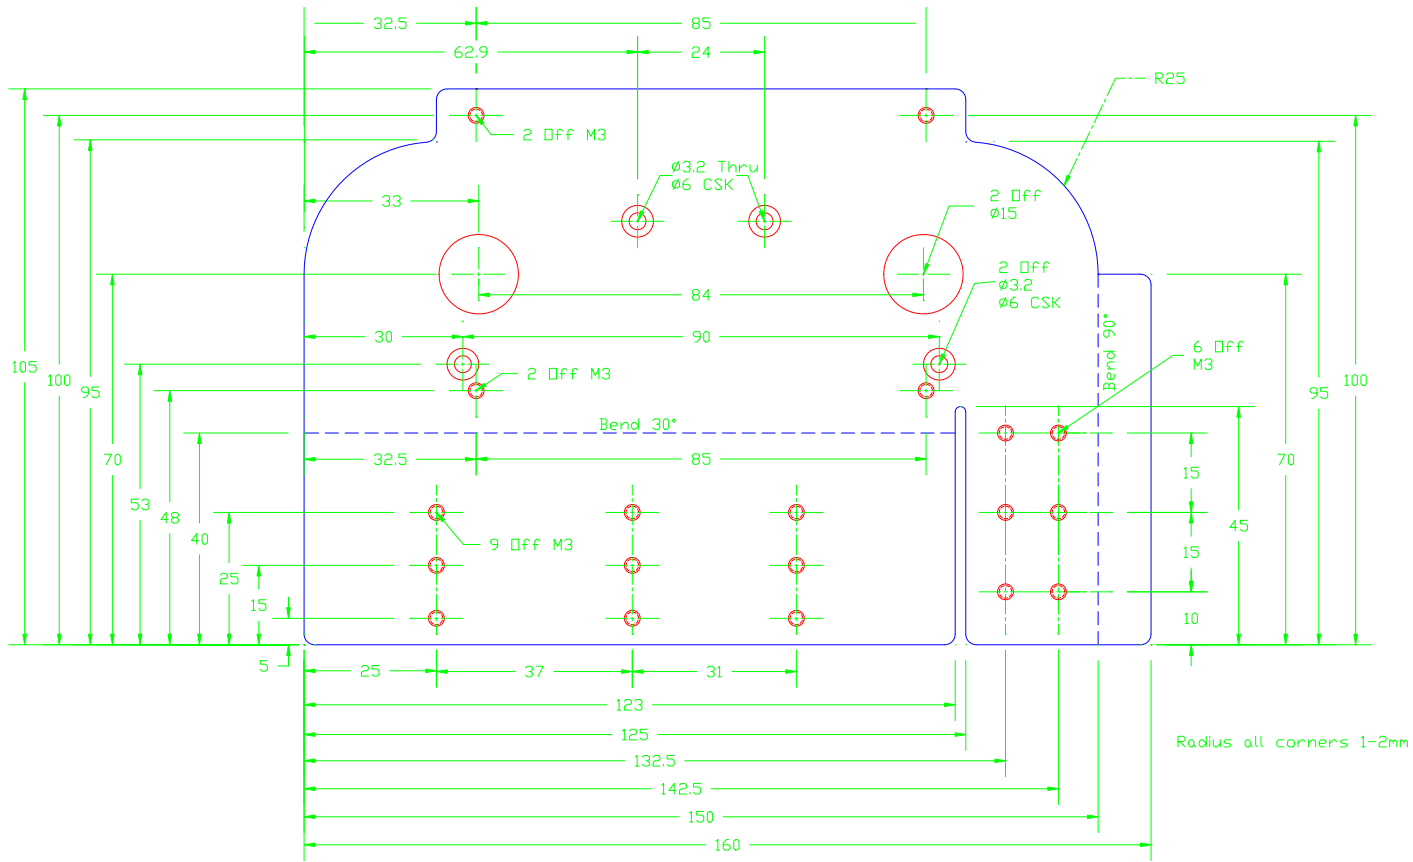 32.5
85
62.9
24
R25
2 Off M3
Ø3.2 Thru
Ø6 CSK
33
2 Off
Ø15
2 Off
Ø3.2
Ø6 CSK
84
30
90
Bend 90°
6 Off
M3
105
100
95
2 Off M3
95
100
Bend 30°
70
32.5
85
70
15
53
48
40
9 Off M3
45
25
15
15
10
5
25
37
31
123
125
132.5
142.5
150
160
Radius all corners 1-2mm